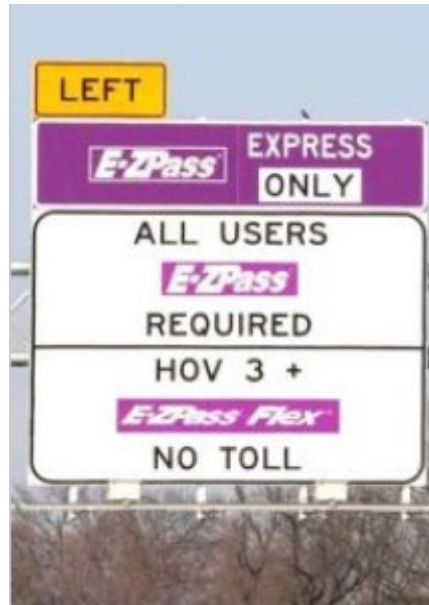 LEFT
E-ZPass EXPRESS
ONLY
ALL USERS
E-ZPass
REQUIRED
HOV 3 +
E-ZPass Flex
NO TOLL